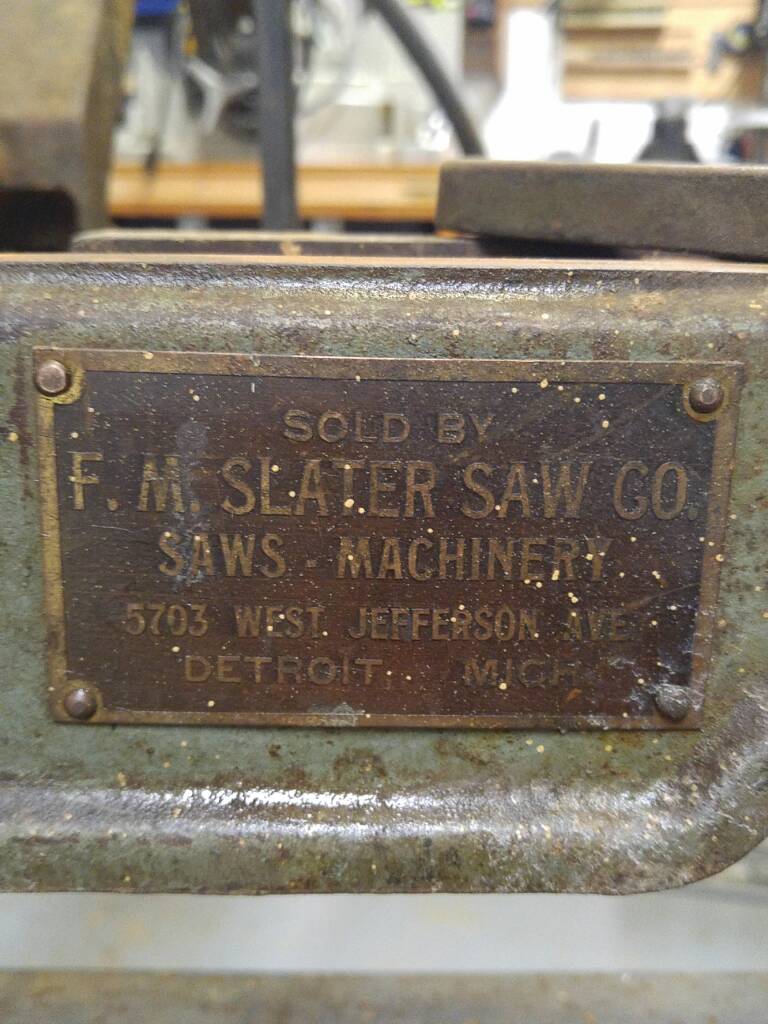 SOLD BY
F. M. SLATER SAW CO.
SAWS - MACHINERY
5703 WEST JEFFERSON AVE.
DETROIT, MICH.